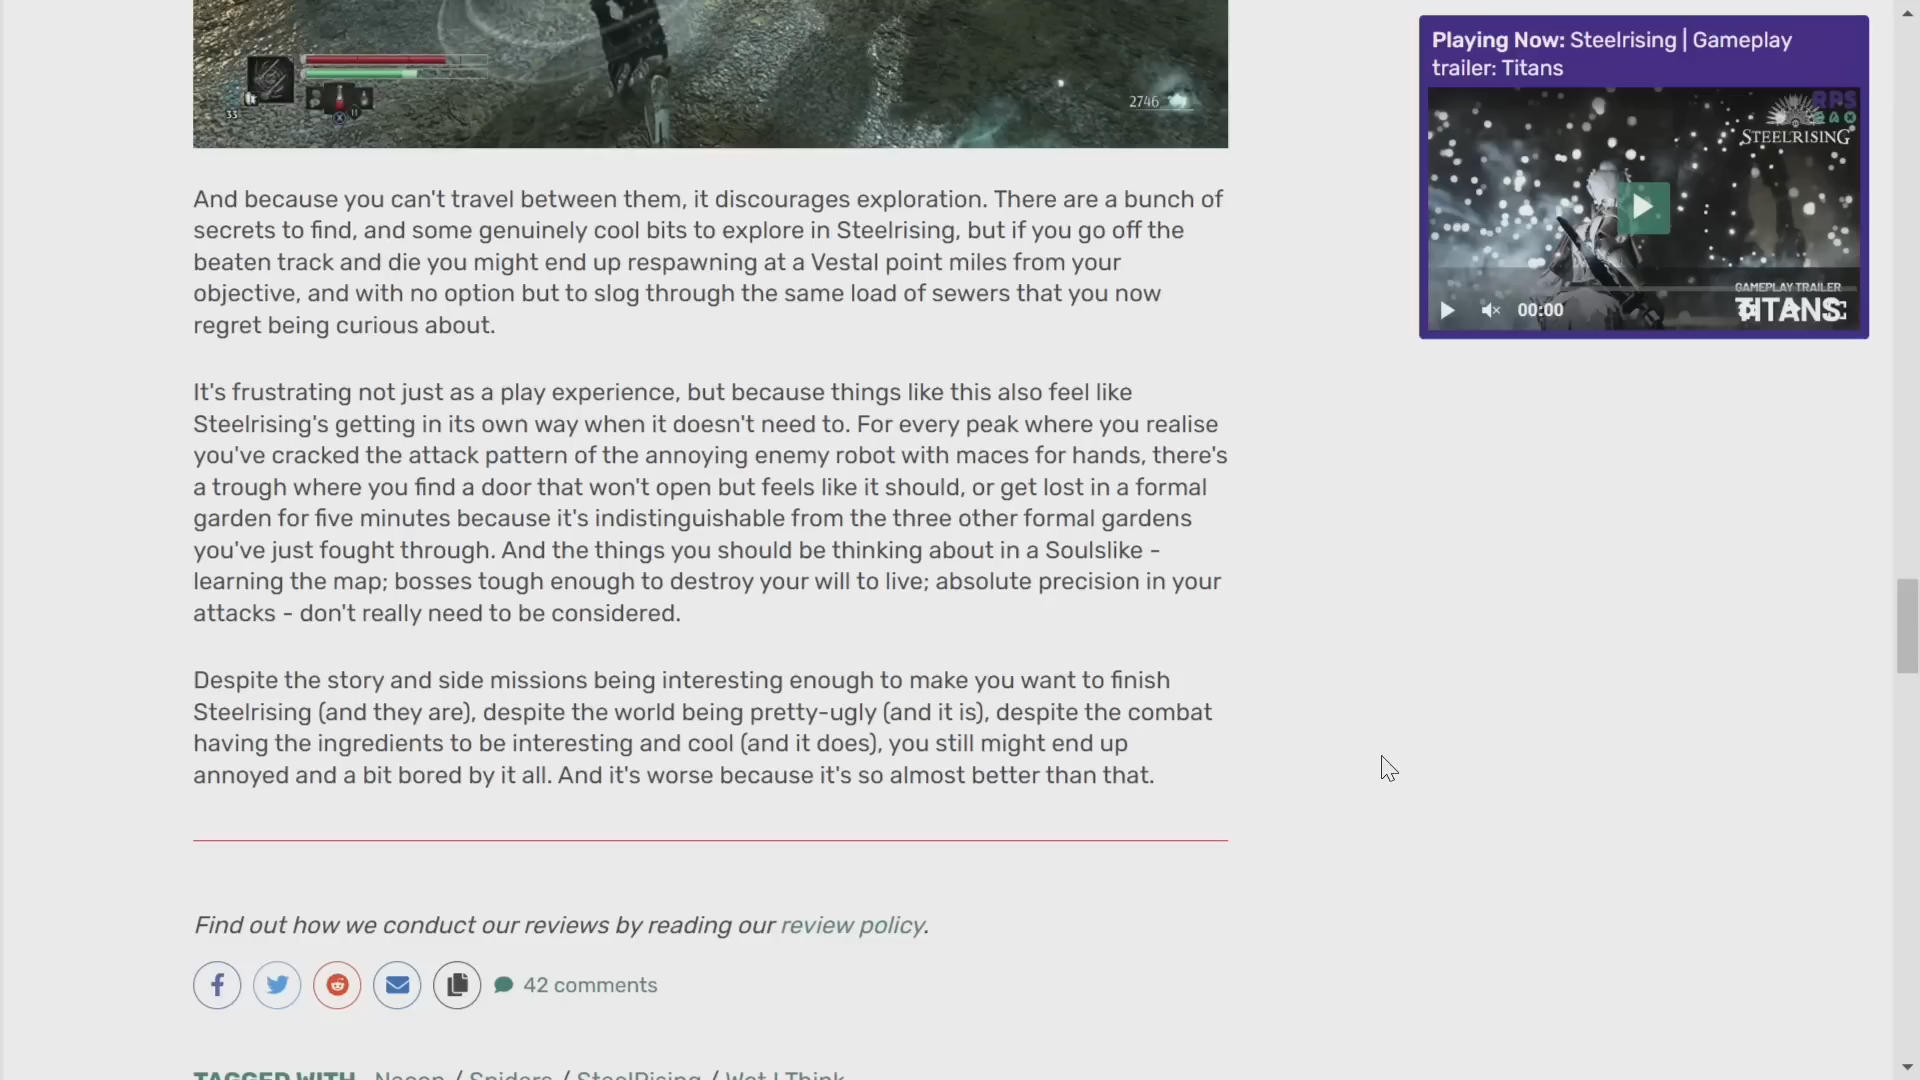 33
2746
And because you can't travel between them, it discourages exploration. There are a bunch of
secrets to find, and some genuinely cool bits to explore in Steelrising, but if you go off the
beaten track and die you might end up respawning at a Vestal point miles from your
objective, and with no option but to slog through the same load of sewers that you now
regret being curious about.
It's frustrating not just as a play experience, but because things like this also feel like
Steelrising's getting in its own way when it doesn't need to. For every peak where you realise
you've cracked the attack pattern of the annoying enemy robot with maces for hands, there's
a trough where you find a door that won't open but feels like it should, or get lost in a formal
garden for five minutes because it's indistinguishable from the three other formal gardens
you've just fought through. And the things you should be thinking about in a Soulslike -
learning the map; bosses tough enough to destroy your will to live; absolute precision in your
attacks - don't really need to be considered.
Despite the story and side missions being interesting enough to make you want to finish
Steelrising (and they are), despite the world being pretty-ugly (and it is), despite the combat
having the ingredients to be interesting and cool (and it does), you still might end up
annoyed and a bit bored by it all. And it's worse because it's so almost better than that.
Find out how we conduct our reviews by reading our review policy.
42 comments
TAGGED WITH Nacon / Spiders / SteelRising / Wot I Think
Playing Now: Steelrising | Gameplay
trailer: Titans
RPS
STEELRISING
GAMEPLAY TRAILER
TITANS
00:00